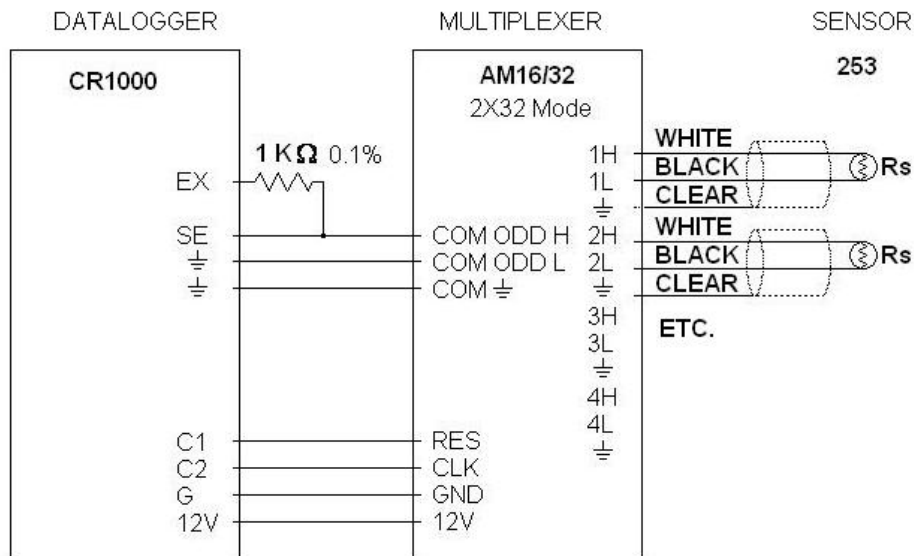 DATALOGGER
MULTIPLEXER
SENSOR
CR1000
AM16/32
2X32 Mode
253
1 KΩ 0.1%
EX
SE
COM ODD H
COM ODD L
COM
1H
1L
2H
2L
3H
3L
4H
4L
WHITE
BLACK
CLEAR
Rs
WHITE
BLACK
CLEAR
Rs
ETC.
C1
C2
G
12V
RES
CLK
GND
12V